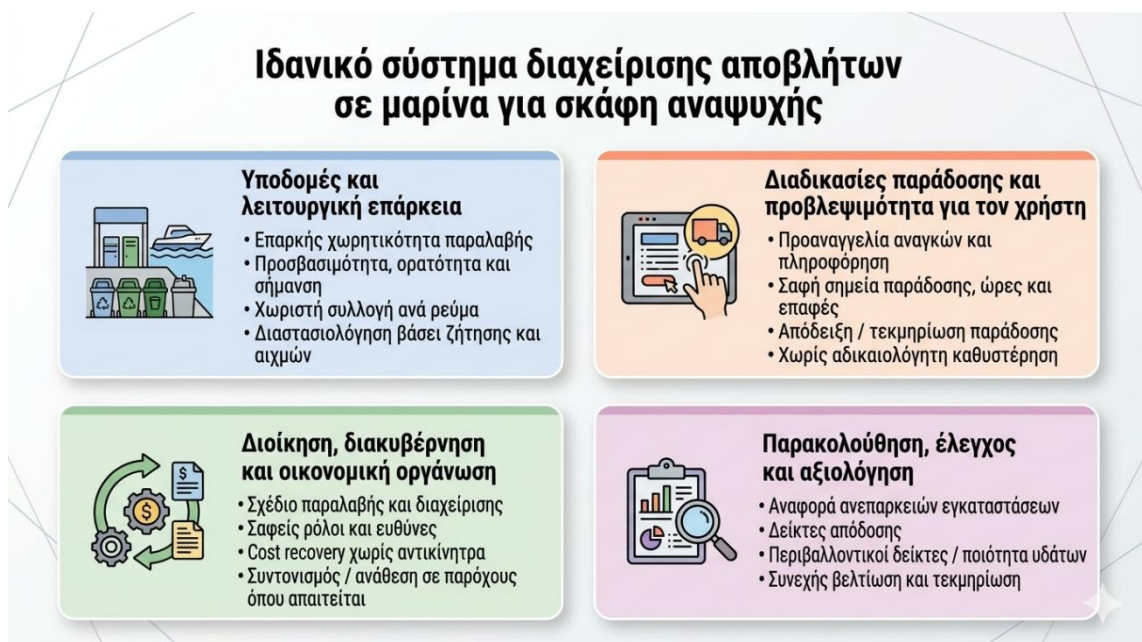 Ιδανικό σύστημα διαχείρισης αποβλήτων
σε μαρίνα για σκάφη αναψυχής
Υποδομές και
λειτουργική επάρκεια
• Επαρκής χωρητικότητα παραλαβής
• Προσβασιμότητα, ορατότητα και
σήμανση
• Χωριστή συλλογή ανά ρεύμα
• Διαστασιολόγηση βάσει ζήτησης και
αιχμών
Διαδικασίες παράδοσης και
προβλεψιμότητα για τον χρήστη
• Προαναγγελία αναγκών και
πληροφόρηση
• Σαφή σημεία παράδοσης, ώρες και
επαφές
• Απόδειξη / τεκμηρίωση παράδοσης
• Χωρίς αδικαιολόγητη καθυστέρηση
Διοίκηση, διακυβέρνηση
και οικονομική οργάνωση
• Σχέδιο παραλαβής και διαχείρισης
• Σαφείς ρόλοι και ευθύνες
• Cost recovery χωρίς αντικίνητρα
• Συντονισμός / ανάθεση σε παρόχους
όπου απαιτείται
Παρακολούθηση, έλεγχος
και αξιολόγηση
• Αναφορά ανεπαρκειών εγκαταστάσεων
• Δείκτες απόδοσης
• Περιβαλλοντικοί δείκτες / ποιότητα υδάτων
• Συνεχής βελτίωση και τεκμηρίωση